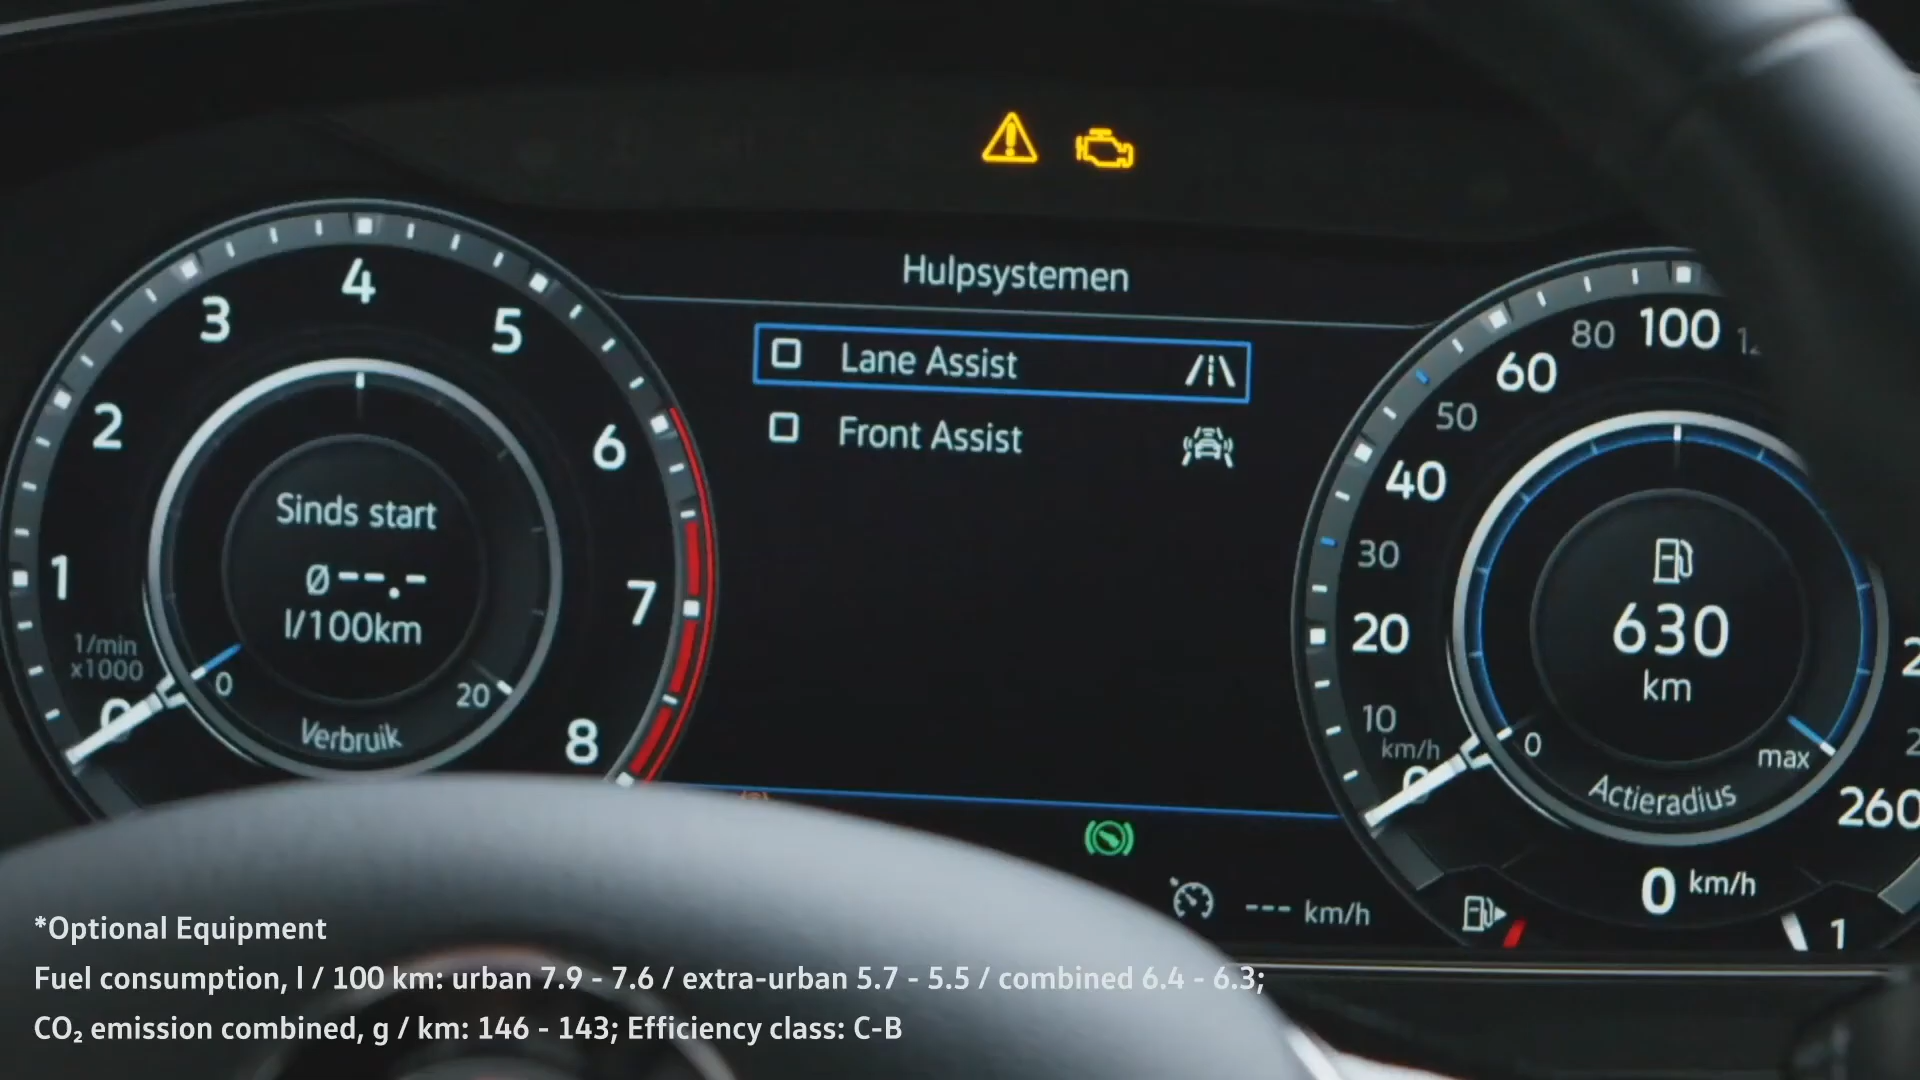 Hulpsystemen
Lane Assist
Front Assist
1
2
3
4
5
6
7
8
1/min
x1000
0
Sinds start
Ø--.-
l/100km
0
20
Verbruik
0
10
20
30
40
50
60
80
100
260
km/h
630
km
0
max
Actieradius
0 km/h
--- km/h
1
*Optional Equipment
Fuel consumption, l / 100 km: urban 7.9 - 7.6 / extra-urban 5.7 - 5.5 / combined 6.4 - 6.3;
CO₂ emission combined, g / km: 146 - 143; Efficiency class: C-B